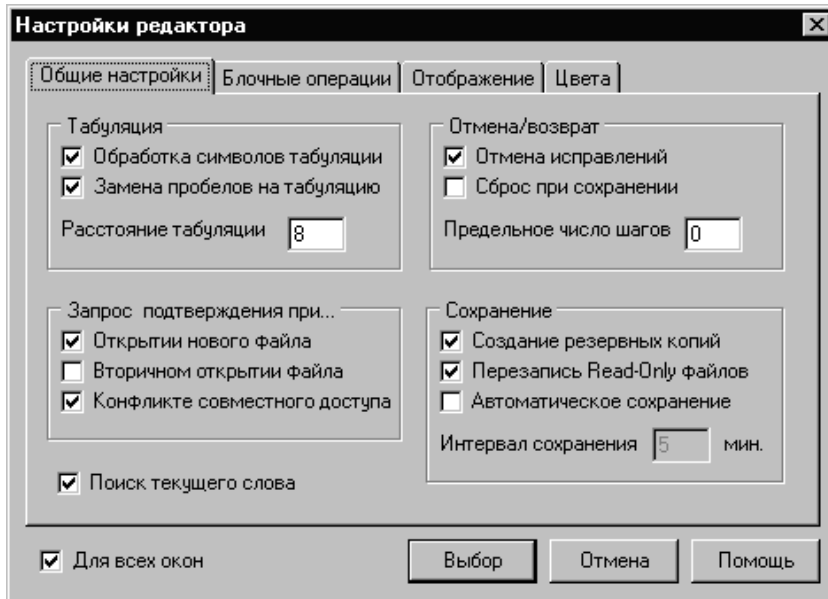 Настройки редактора
Общие настройки Блочные операции Отображение Цвета
Табуляция
Обработка символов табуляции
Замена пробелов на табуляцию
Расстояние табуляции 8
Отмена/возврат
Отмена исправлений
Сброс при сохранении
Предельное число шагов 0
Запрос подтверждения при...
Открытии нового файла
Вторичном открытии файла
Конфликте совместного доступа
Сохранение
Создание резервных копий
Перезапись Read-Only файлов
Автоматическое сохранение
Интервал сохранения 5 мин.
Поиск текущего слова
Для всех окон Выбор Отмена Помощь